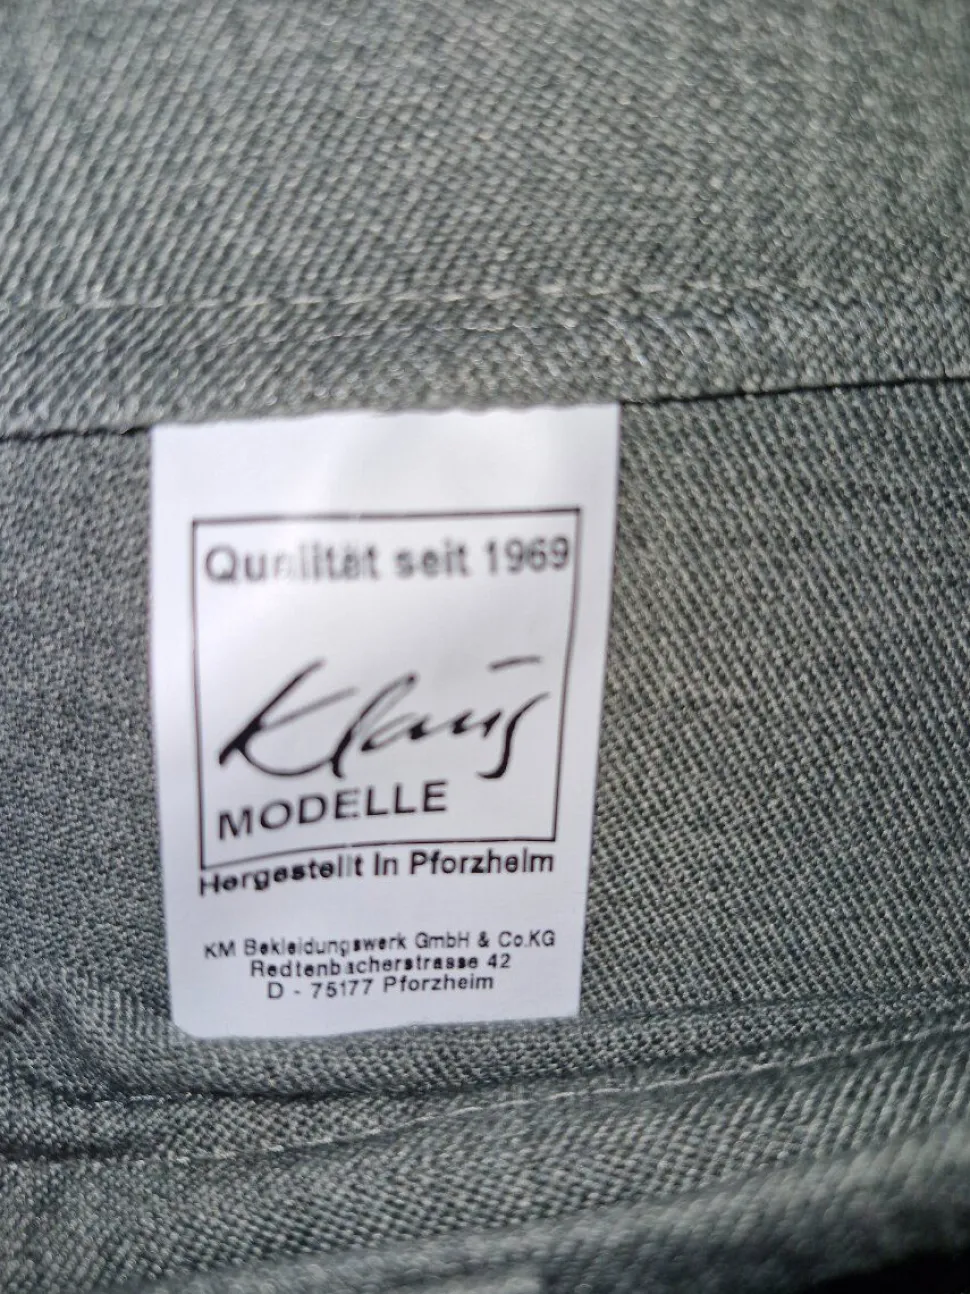 Qualität seit 1969
Klaus
MODELLE
Hergestellt In Pforzheim
KM Bekleidungswerk GmbH & Co.KG
Redtenbacherstrasse 42
D - 75177 Pforzheim